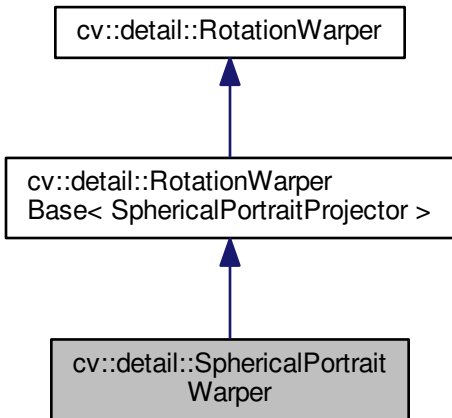 cv::detail::RotationWarper
cv::detail::RotationWarper
Base< SphericalPortraitProjector >
cv::detail::SphericalPortrait
Warper